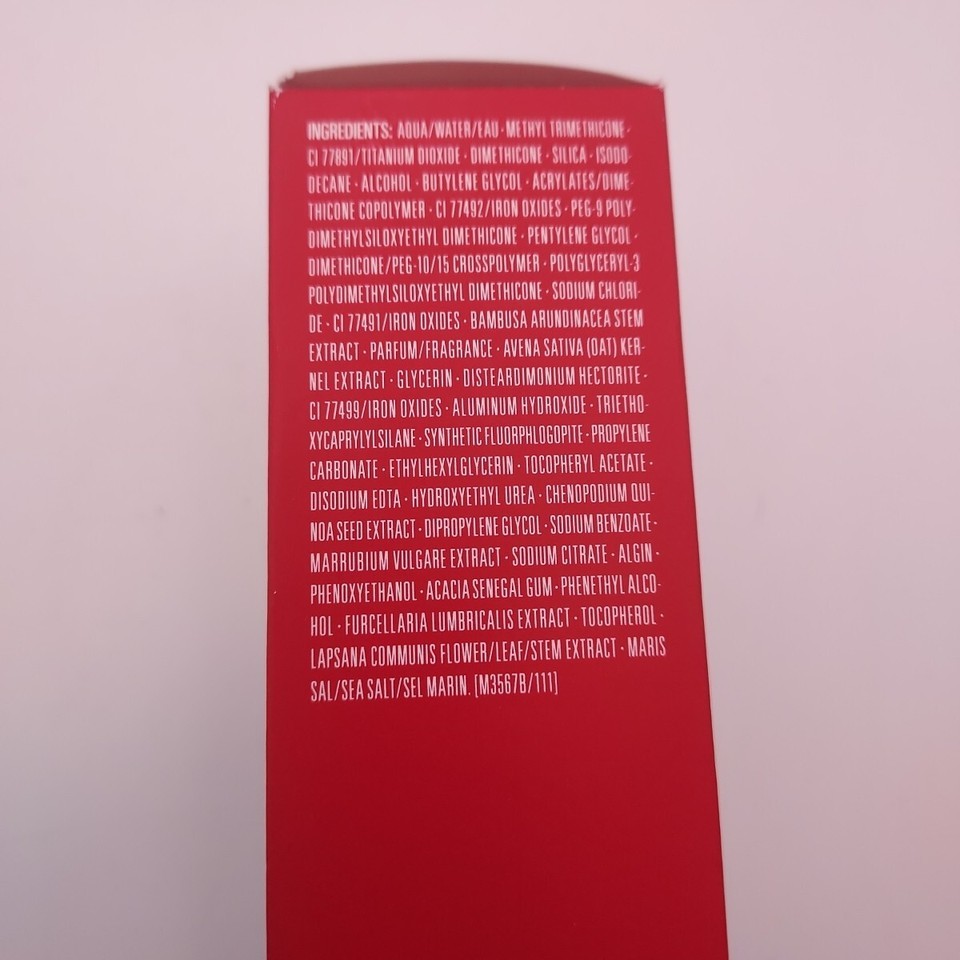 INGREDIENTS: AQUA/WATER/EAU · METHYL TRIMETHICONE ·
CI 77891/TITANIUM DIOXIDE · DIMETHICONE · SILICA · ISODO-
DECANE · ALCOHOL · BUTYLENE GLYCOL · ACRYLATES/DIME-
THICONE COPOLYMER · CI 77492/IRON OXIDES · PEG-9 POLY-
DIMETHYLSILOXYETHYL DIMETHICONE · PENTYLENE GLYCOL ·
DIMETHICONE/PEG-10/15 CROSSPOLYMER · POLYGLYCERYL-3
POLYDIMETHYLSILOXYETHYL DIMETHICONE · SODIUM CHLORI-
DE · CI 77491/IRON OXIDES · BAMBUSA ARUNDINACEA STEM
EXTRACT · PARFUM/FRAGRANCE · AVENA SATIVA (OAT) KER-
NEL EXTRACT · GLYCERIN · DISTEARDIMONIUM HECTORITE ·
CI 77499/IRON OXIDES · ALUMINUM HYDROXIDE · TRIETHO-
XYCAPRYLYLSILANE · SYNTHETIC FLUORPHLOGOPITE · PROPYLENE
CARBONATE · ETHYLHEXYLGLYCERIN · TOCOPHERYL ACETATE ·
DISODIUM EDTA · HYDROXYETHYL UREA · CHENOPODIUM QUI-
NOA SEED EXTRACT · DIPROPYLENE GLYCOL · SODIUM BENZOATE ·
MARRUBIUM VULGARE EXTRACT · SODIUM CITRATE · ALGIN ·
PHENOXYETHANOL · ACACIA SENEGAL GUM · PHENETHYL ALCO-
HOL · FURCELLARIA LUMBRICALIS EXTRACT · TOCOPHEROL ·
LAPSANA COMMUNIS FLOWER/LEAF/STEM EXTRACT · MARIS
SAL/SEA SALT/SEL MARIN. [M3567B/111]